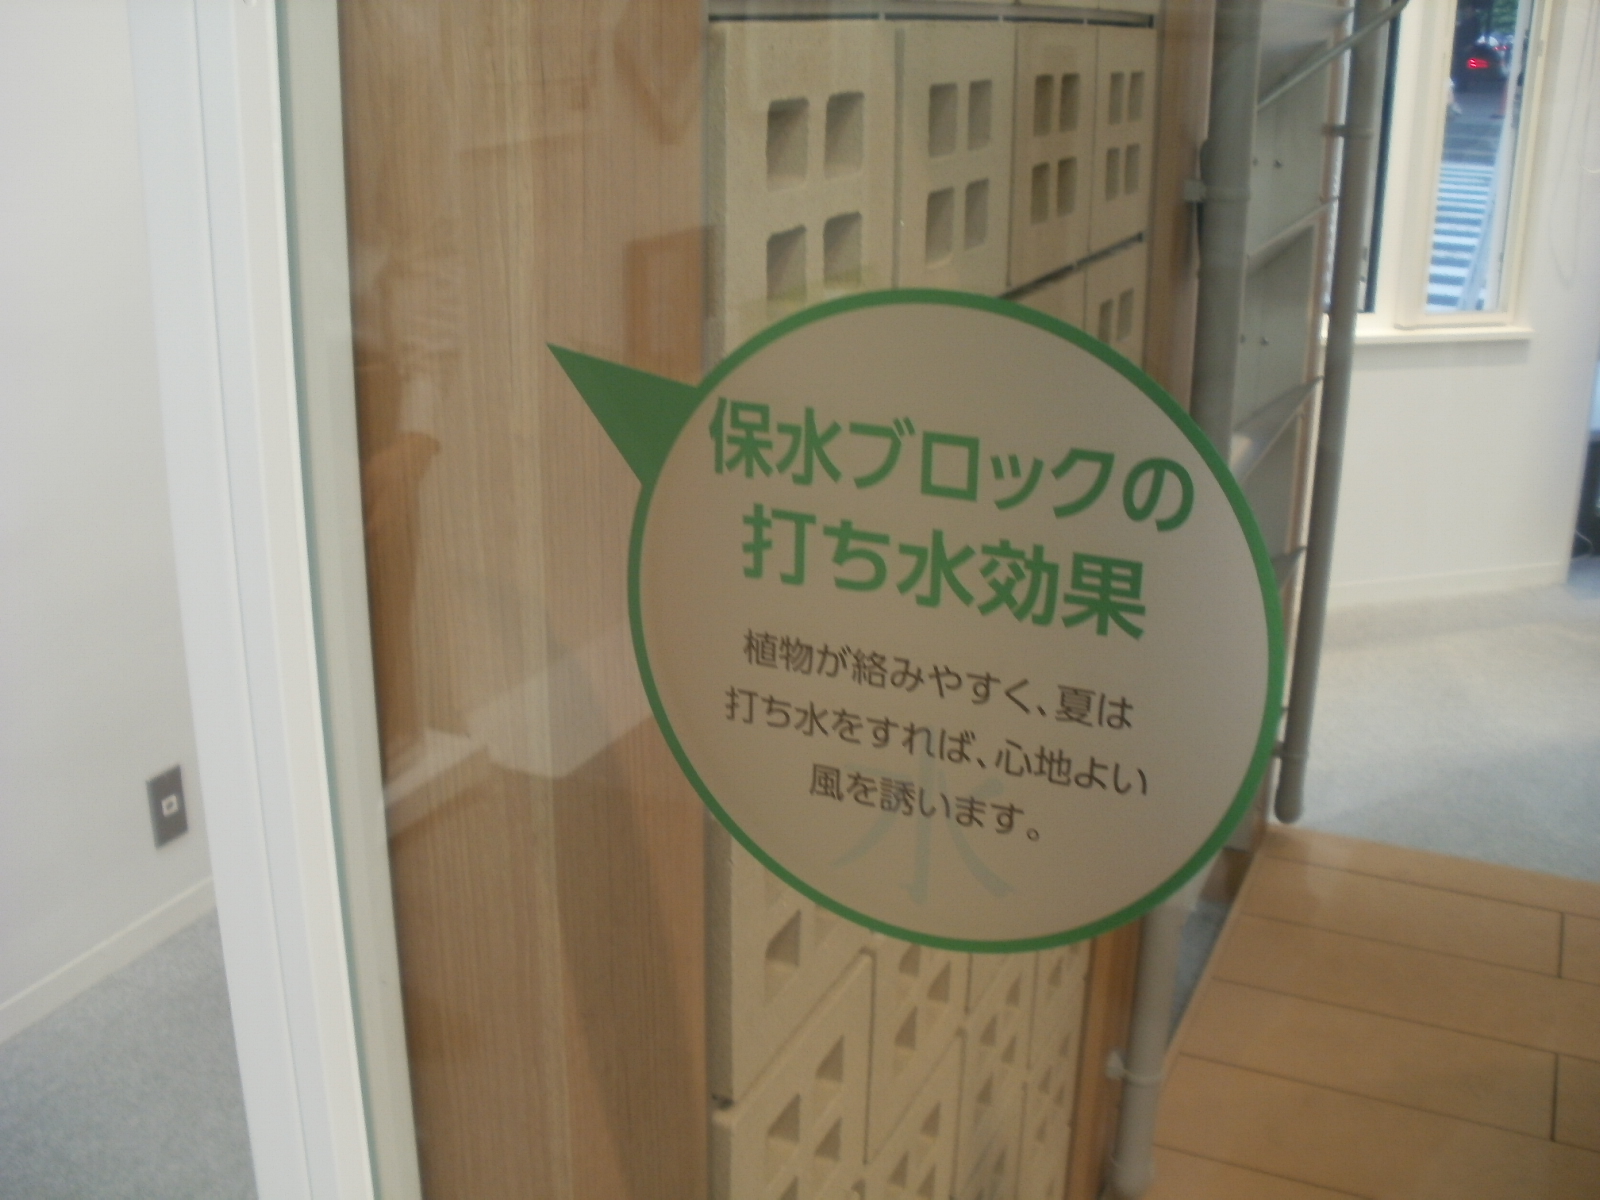 保水ブロックの
打ち水効果
植物が絡みやすく、夏は
打ち水をすれば、心地よい
風を誘います。
水